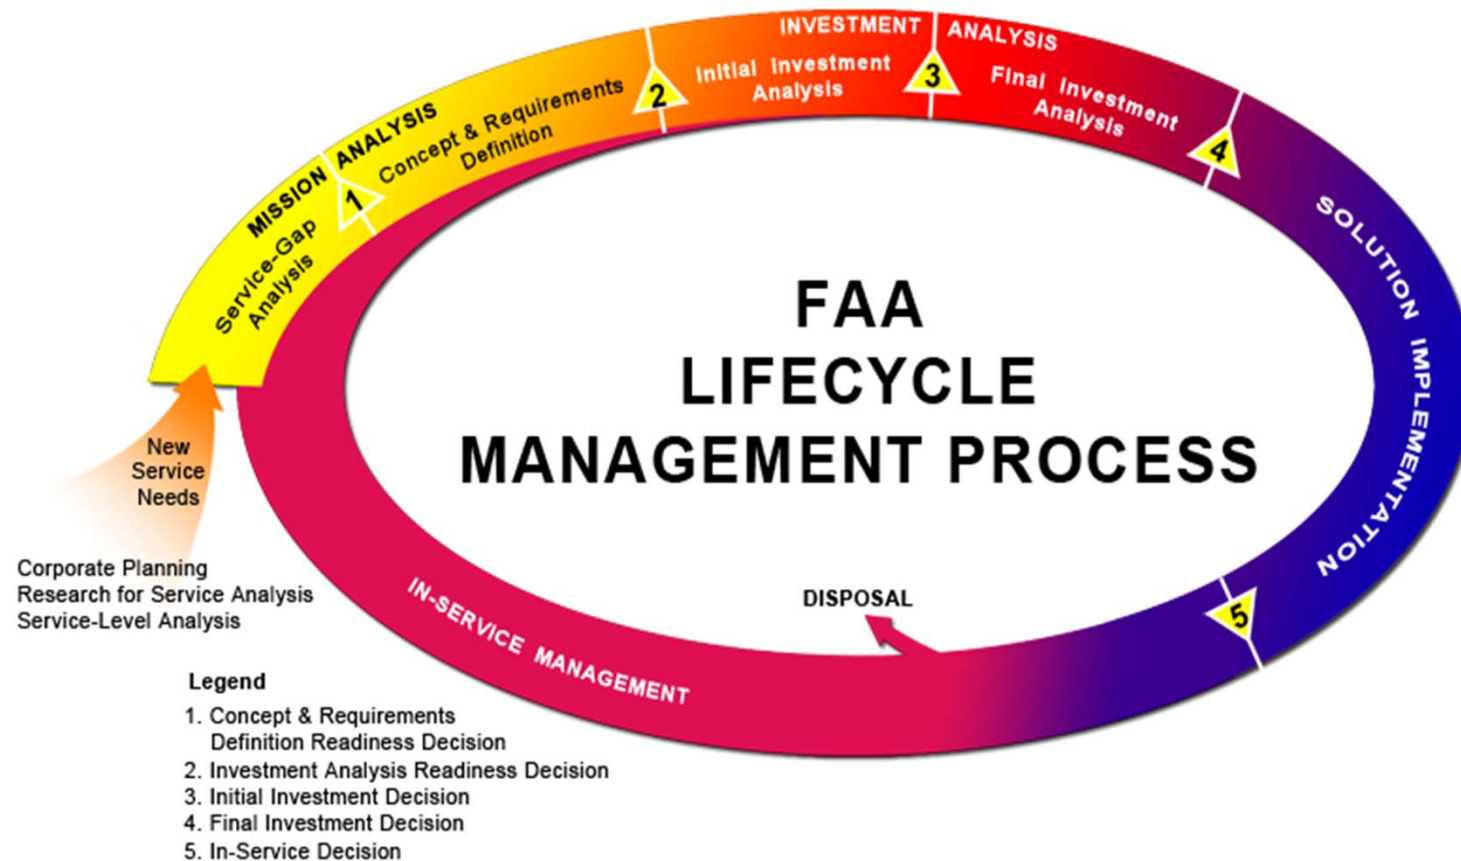 INVESTMENT ANALYSIS
Initial Investment
Analysis
Final Investment
Analysis
MISSION ANALYSIS
Concept & Requirements
Definition
Service-Gap
Analysis
1
2
3
4
5
SOLUTION IMPLEMENTATION
FAA
LIFECYCLE
MANAGEMENT PROCESS
New
Service
Needs
Corporate Planning
Research for Service Analysis
Service-Level Analysis
IN-SERVICE MANAGEMENT
DISPOSAL
Legend
1. Concept & Requirements
Definition Readiness Decision
2. Investment Analysis Readiness Decision
3. Initial Investment Decision
4. Final Investment Decision
5. In-Service Decision